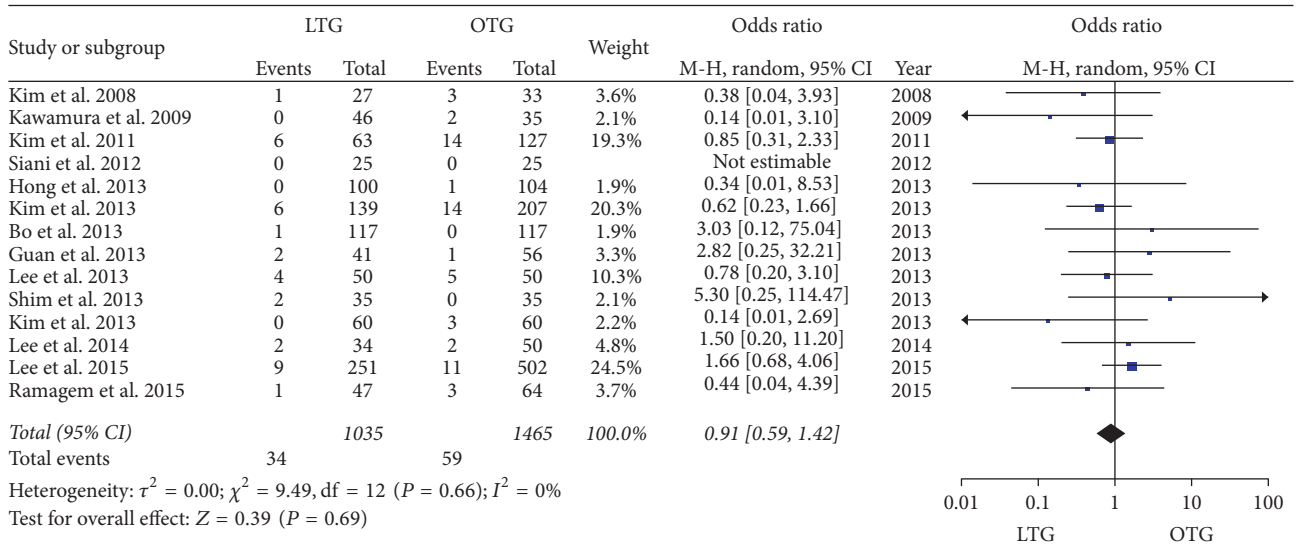 LTG OTG Odds ratio Odds ratio
Study or subgroup Weight
Events Total Events Total M-H, random, 95% CI Year M-H, random, 95% CI
Kim et al. 2008 1 27 3 33 3.6% 0.38 [0.04, 3.93] 2008
Kawamura et al. 2009 0 46 2 35 2.1% 0.14 [0.01, 3.10] 2009
Kim et al. 2011 6 63 14 127 19.3% 0.85 [0.31, 2.33] 2011
Siani et al. 2012 0 25 0 25 Not estimable 2012
Hong et al. 2013 0 100 1 104 1.9% 0.34 [0.01, 8.53] 2013
Kim et al. 2013 6 139 14 207 20.3% 0.62 [0.23, 1.66] 2013
Bo et al. 2013 1 117 0 117 1.9% 3.03 [0.12, 75.04] 2013
Guan et al. 2013 2 41 1 56 3.3% 2.82 [0.25, 32.21] 2013
Lee et al. 2013 4 50 5 50 10.3% 0.78 [0.20, 3.10] 2013
Shim et al. 2013 2 35 0 35 2.1% 5.30 [0.25, 114.47] 2013
Kim et al. 2013 0 60 3 60 2.2% 0.14 [0.01, 2.69] 2013
Lee et al. 2014 2 34 2 50 4.8% 1.50 [0.20, 11.20] 2014
Lee et al. 2015 9 251 11 502 24.5% 1.66 [0.68, 4.06] 2015
Ramagem et al. 2015 1 47 3 64 3.7% 0.44 [0.04, 4.39] 2015
Total (95% CI) 1035 1465 100.0% 0.91 [0.59, 1.42]
Total events 34 59
Heterogeneity: τ² = 0.00; χ² = 9.49, df = 12 (P = 0.66); I² = 0%
Test for overall effect: Z = 0.39 (P = 0.69)
0.01 0.1 1 10 100
LTG OTG